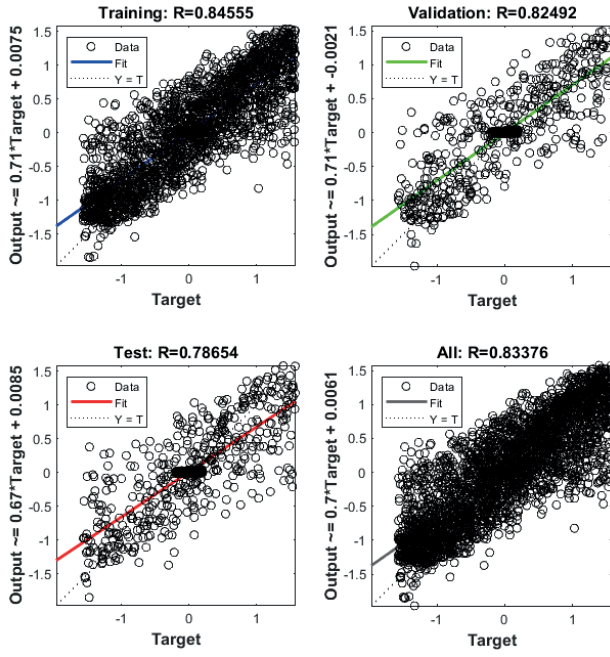 Training: R=0.84555
Output ~= 0.71*Target + 0.0075
1.5
1
0.5
0
-0.5
-1
-1.5
Data
Fit
Y = T
-1 0 1
Target
Validation: R=0.82492
Output ~= 0.71*Target + -0.0021
1.5
1
0.5
0
-0.5
-1
-1.5
Data
Fit
Y = T
-1 0 1
Target
Test: R=0.78654
Output ~= 0.67*Target + 0.0085
1.5
1
0.5
0
-0.5
-1
-1.5
Data
Fit
Y = T
-1 0 1
Target
All: R=0.83376
Output ~= 0.7*Target + 0.0061
1.5
1
0.5
0
-0.5
-1
-1.5
Data
Fit
Y = T
-1 0 1
Target